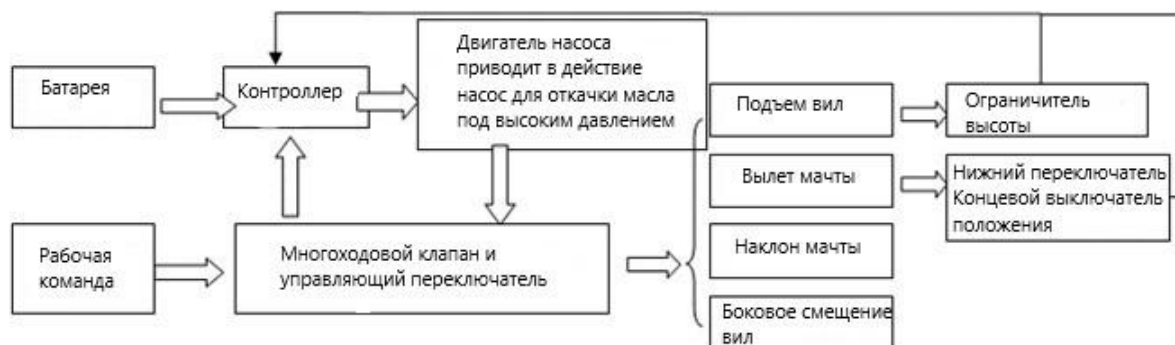 Двигатель насоса
приводит в действие
насос для откачки масла
под высоким давлением
Батарея
Контроллер
Подъем вил
Ограничитель
высоты
Вылет мачты
Нижний переключатель
Концевой выключатель
положения
Рабочая
команда
Многоходовой клапан и
управляющий переключатель
Наклон мачты
Боковое смещение
вил